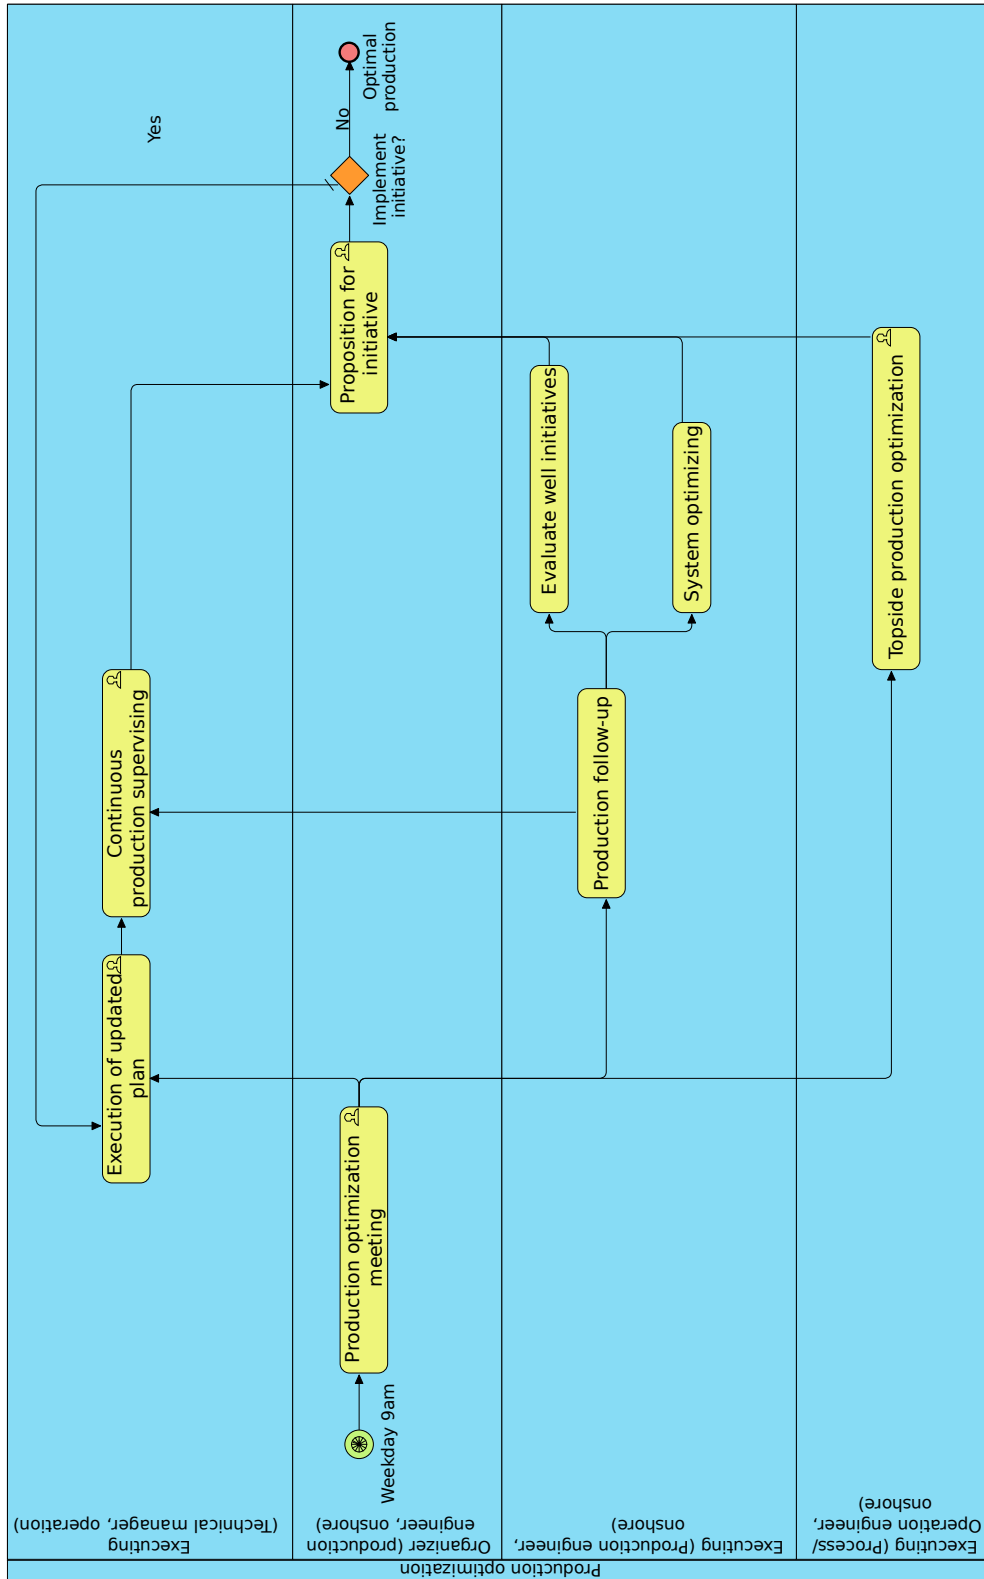 Production optimization
Executing
(Technical manager, operation)
Execution of updated
plan
Continuous
production supervising
Yes
Organizer (production
engineer, onshore)
Weekday 9am
Production optimization
meeting
Proposition for
initiative
Implement
initiative?
No
Optimal
production
Executing (Production engineer,
onshore)
Production follow-up
Evaluate well initiatives
System optimizing
Executing (Process/
Operation engineer,
onshore)
Topside production optimization